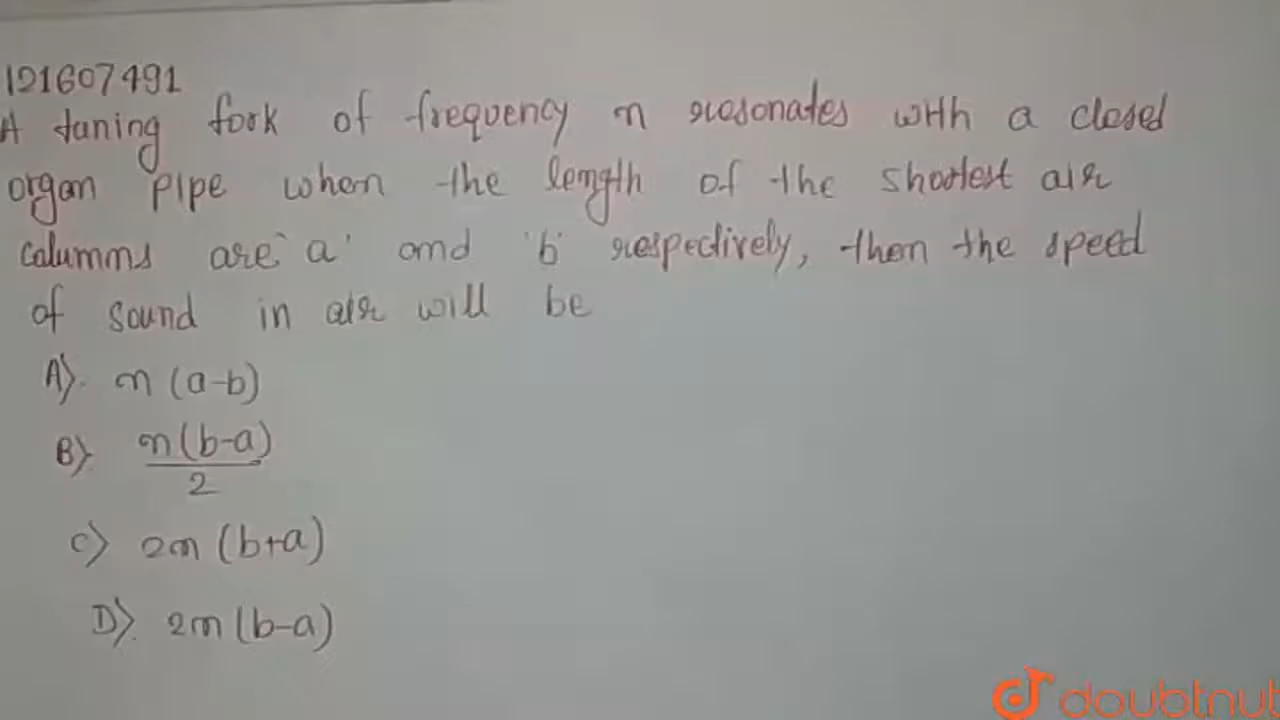 121607491
A tuning fork of frequency n resonates with a closed
organ pipe when the length of the shortest air
columns are 'a' and 'b' respectively, then the speed
of sound in air will be
A). n (a-b)
B). n(b-a)
2
C) 2n (b+a)
D). 2n (b-a)
doubtnut